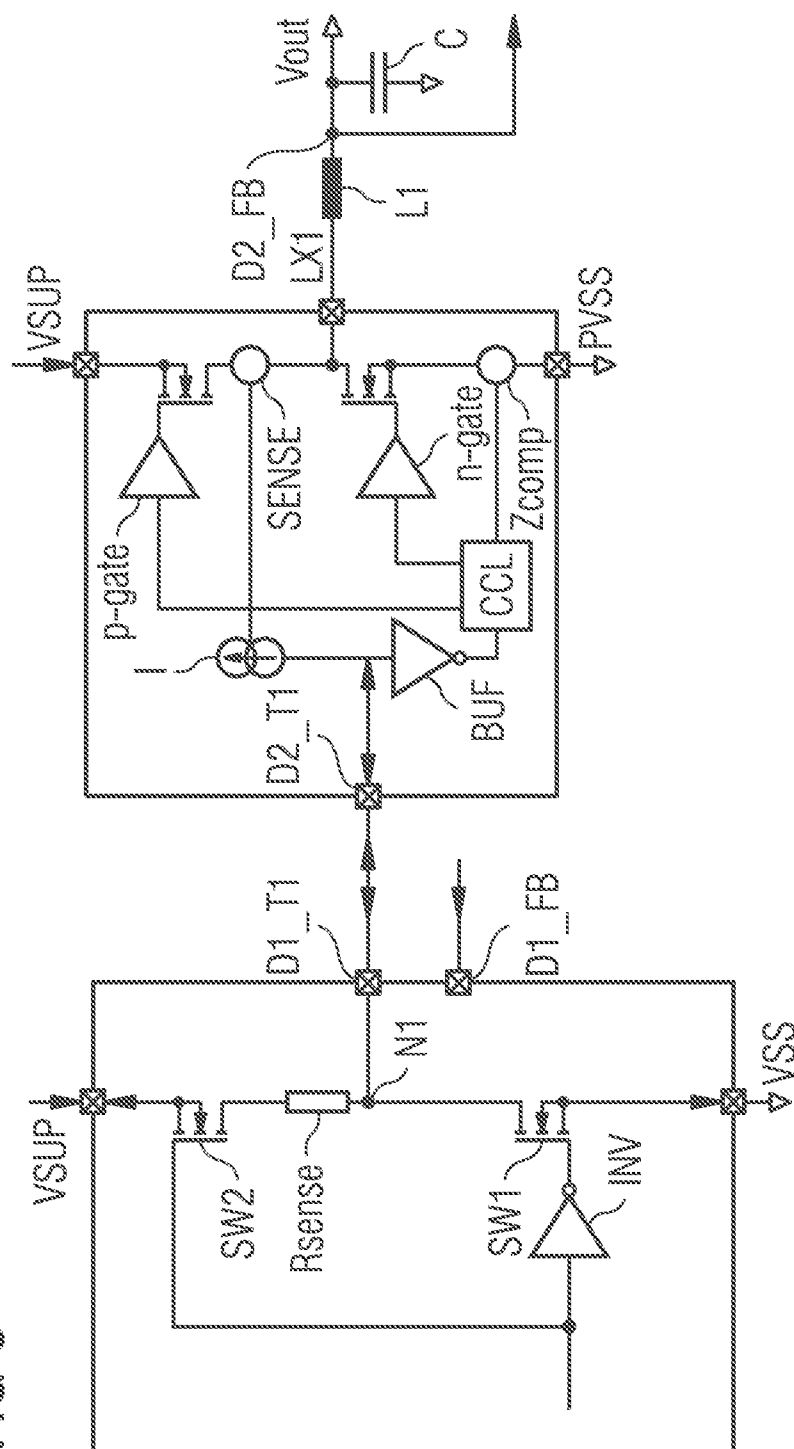 VSUP
SW2
Rsense
N1
SW1
INV
VSS
D1_T1
D1_FB
D2_T1
I
BUF
CCL
p-gate
SENSE
n-gate
Zcomp
VSUP
PVSS
LX1
D2_FB
L1
Vout
C